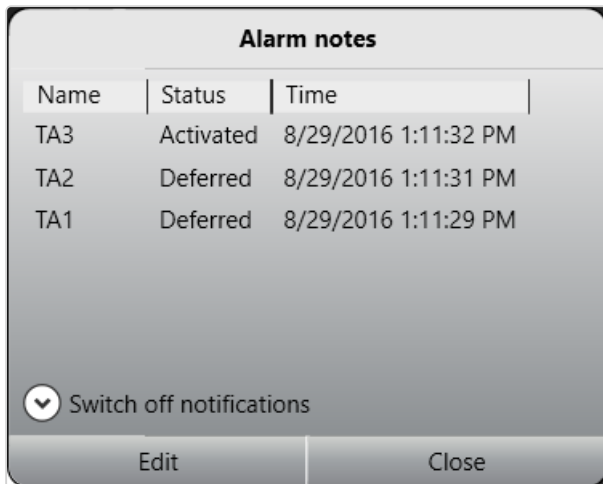 Alarm notes
Name Status Time
TA3 Activated 8/29/2016 1:11:32 PM
TA2 Deferred 8/29/2016 1:11:31 PM
TA1 Deferred 8/29/2016 1:11:29 PM
Switch off notifications
Edit Close